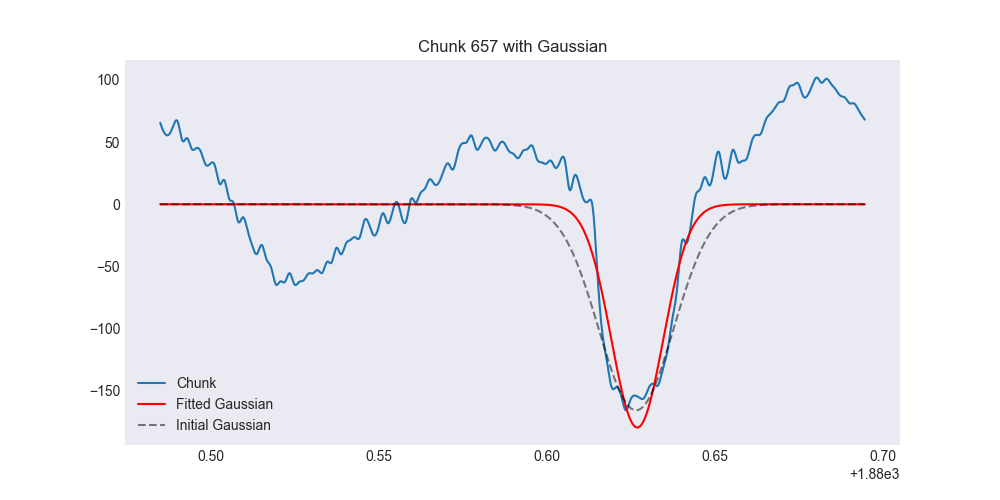 Chunk 657 with Gaussian
100
50
0
−50
−100
−150
Chunk
Fitted Gaussian
Initial Gaussian
0.50 0.55 0.60 0.65 0.70
+1.88e3